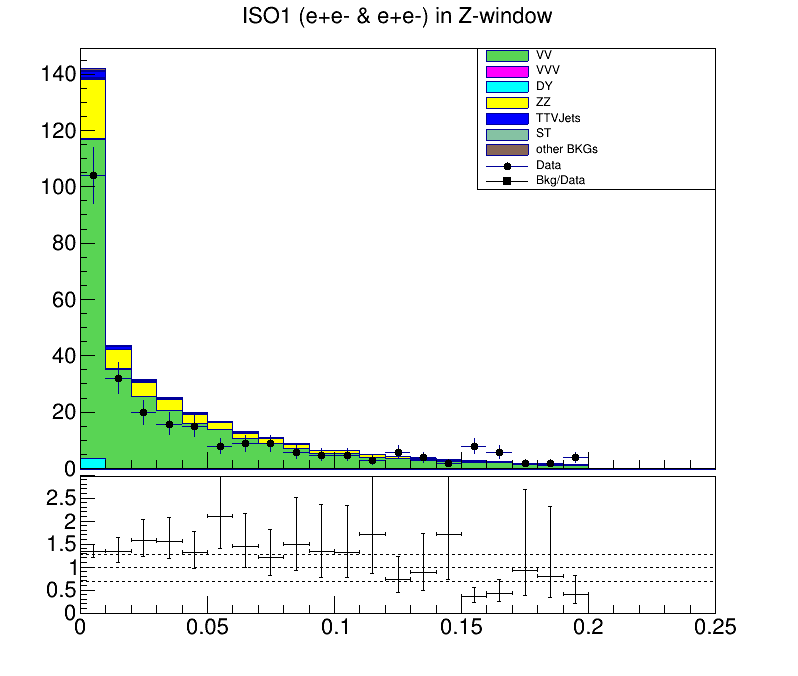 ISO1 (e+e- & e+e-) in Z-window
VV
VVV
DY
ZZ
TTVJets
ST
other BKGs
Data
Bkg/Data
140
120
100
80
60
40
20
0
2.5
2
1.5
1
0.5
0
0 0.05 0.1 0.15 0.2 0.25